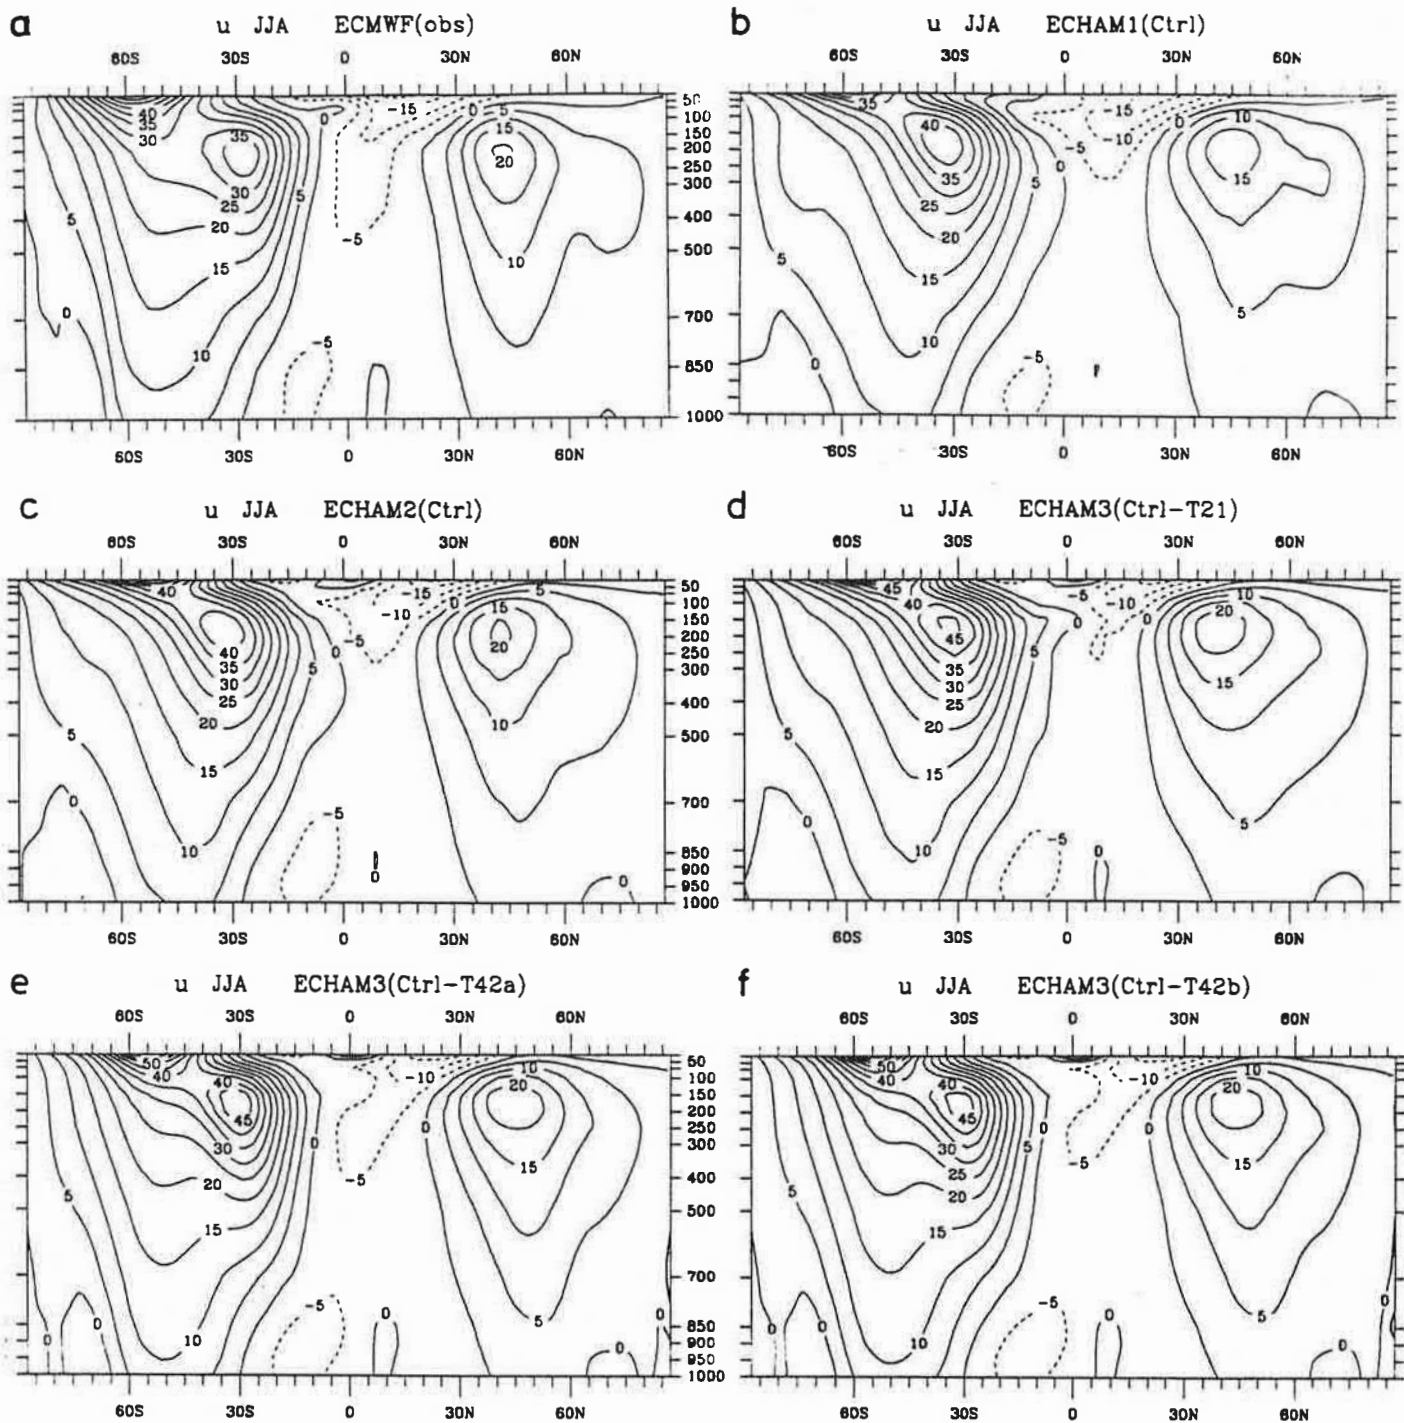 a u JJA ECMWF(obs)
60S 30S 0 30N 60N
40 35 30 35 30 25 20 15 10 5 0 5 0 -15 -5 -5 0 5 15 20 10
50 100 150 200 250 300 400 500 700 850 1000
60S 30S 0 30N 60N
b u JJA ECHAM1(Ctrl)
60S 30S 0 30N 60N
35 40 35 25 20 15 10 5 0 5 0 -15 -10 -5 -5 0 10 15 5
60S 30S 0 30N 60N
c u JJA ECHAM2(Ctrl)
60S 30S 0 30N 60N
40 40 35 30 25 20 15 10 5 0 5 0 -15 -10 -5 -5 0 0 5 15 20 10 0
50 100 150 200 250 300 400 500 700 850 900 950 1000
60S 30S 0 30N 60N
d u JJA ECHAM3(Ctrl-T21)
60S 30S 0 30N 60N
45 40 45 35 30 25 20 15 10 5 0 5 0 -5 -10 -5 0 0 10 20 15 5 0
60S 30S 0 30N 60N
e u JJA ECHAM3(Ctrl-T42a)
60S 30S 0 30N 60N
50 40 40 45 30 20 15 10 5 0 0 0 -10 -5 -5 0 0 10 20 15 5 0 0
50 100 150 200 250 300 400 500 700 850 900 950 1000
60S 30S 0 30N 60N
f u JJA ECHAM3(Ctrl-T42b)
60S 30S 0 30N 60N
50 40 40 45 30 25 20 15 10 5 0 0 5 0 -10 -5 -5 0 10 20 15 5 0 0
60S 30S 0 30N 60N